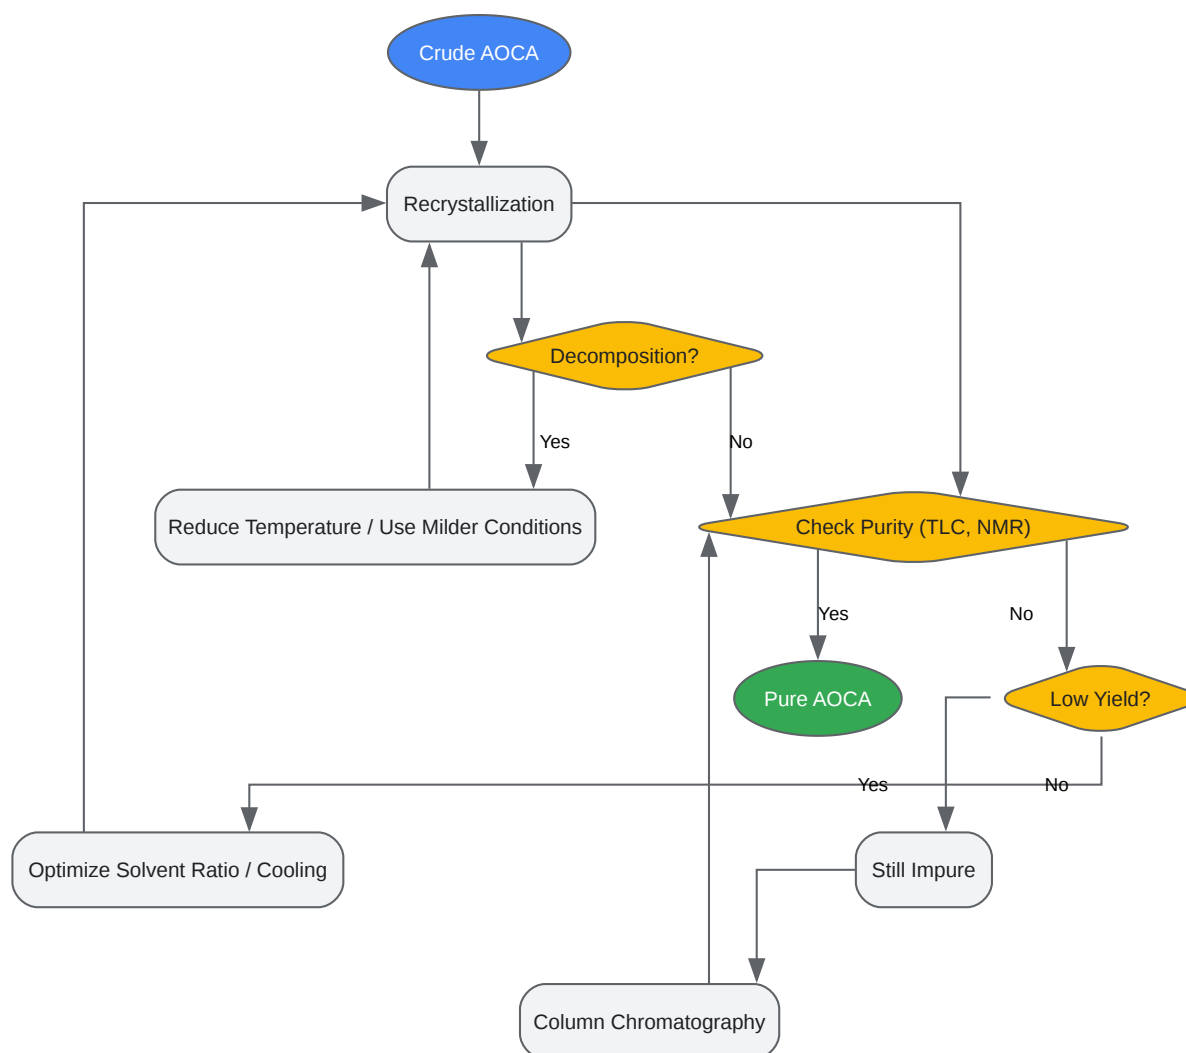 Crude AOCA
Recrystallization
Decomposition?
Yes
No
Reduce Temperature / Use Milder Conditions
Check Purity (TLC, NMR)
Yes
No
Pure AOCA
Low Yield?
Yes
No
Optimize Solvent Ratio / Cooling
Still Impure
Column Chromatography